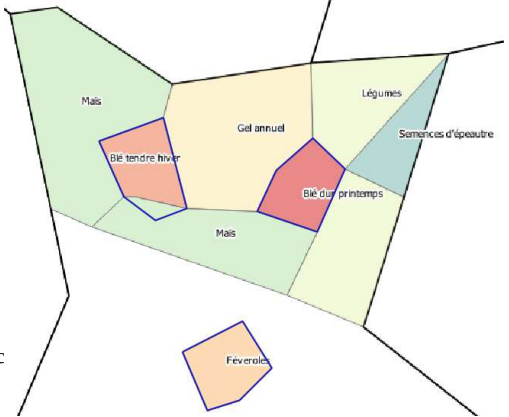 Légumes
Maïs
Gel annuel
Semences d'épeautre
Blé tendre hiver
Blé dur printemps
Maïs
c
Féveroles